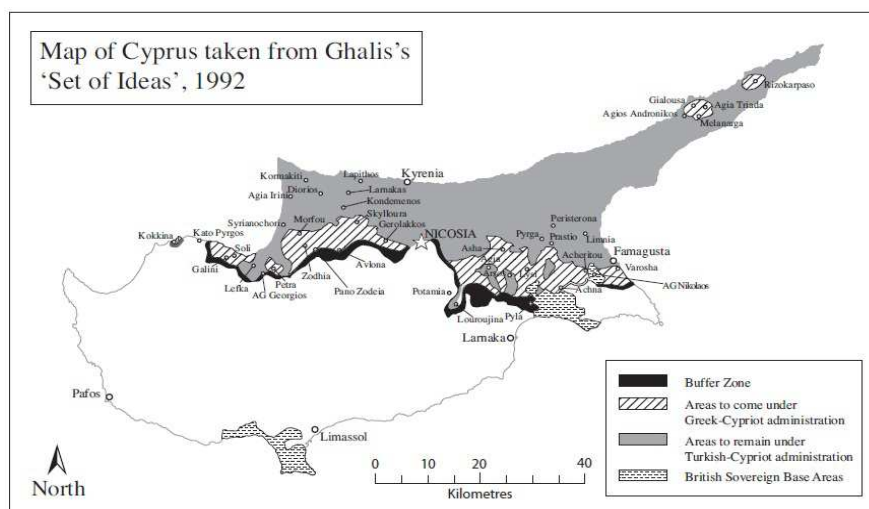 Map of Cyprus taken from Ghalis's
'Set of Ideas', 1992
Rizokarpaso
Gialousa
Agia Triada
Agios Andronikos
Melanarga
Kormakiti
Lapithos
Kyrenia
Diorios
Larnakas
Agia Irini
Kondemenos
Skylloura
Syrianochori
Morfou
Gerolakkos
NICOSIA
Peristerona
Kokkina
Kato Pyrgos
Pyrga
Prastio
Limnia
Asha
Soli
Acheritou
Famagusta
Galini
Petra
Zodhia
Avlona
Lysi
Varosha
Lefka
AG Georgios
Pano Zodeia
Potamia
Achna
AGNikolaos
Louroujina
Pyla
Larnaka
Pafos
Limassol
North
0 10 20 30 40
Kilometres
Buffer Zone
Areas to come under
Greek-Cypriot administration
Areas to remain under
Turkish-Cypriot administration
British Sovereign Base Areas